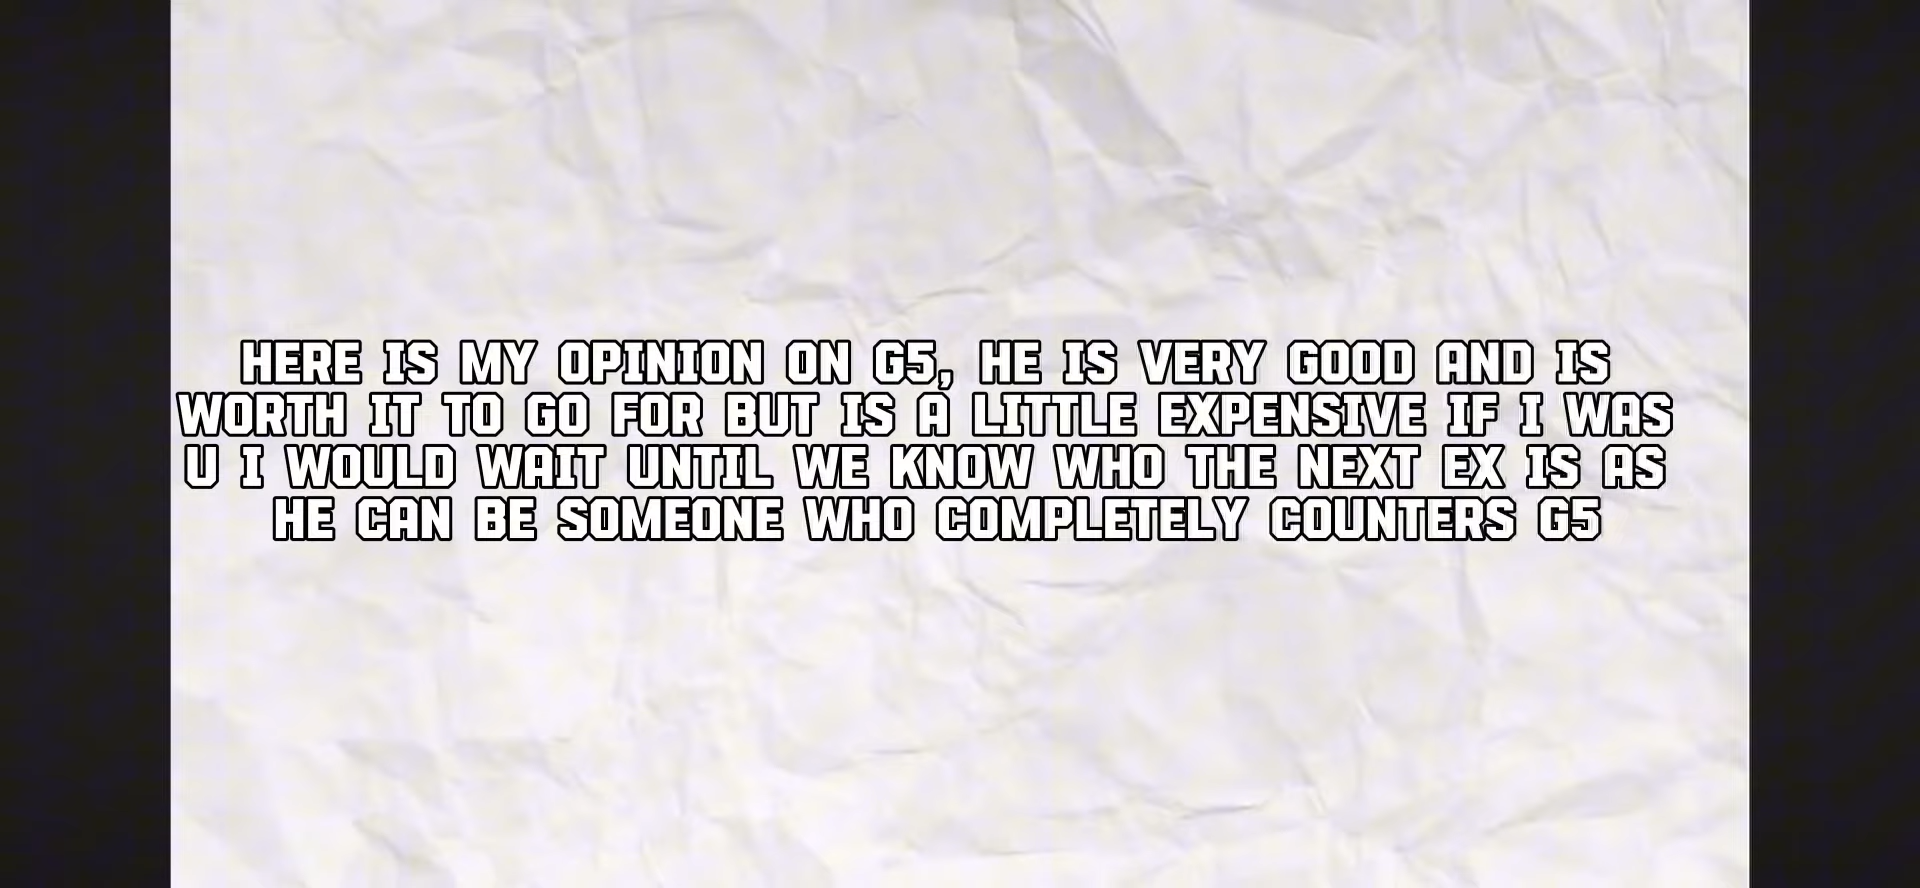 HERE IS MY OPINION ON G5, HE IS VERY GOOD AND IS
WORTH IT TO GO FOR BUT IS A LITTLE EXPENSIVE IF I WAS
U I WOULD WAIT UNTIL WE KNOW WHO THE NEXT EX IS AS
HE CAN BE SOMEONE WHO COMPLETELY COUNTERS G5